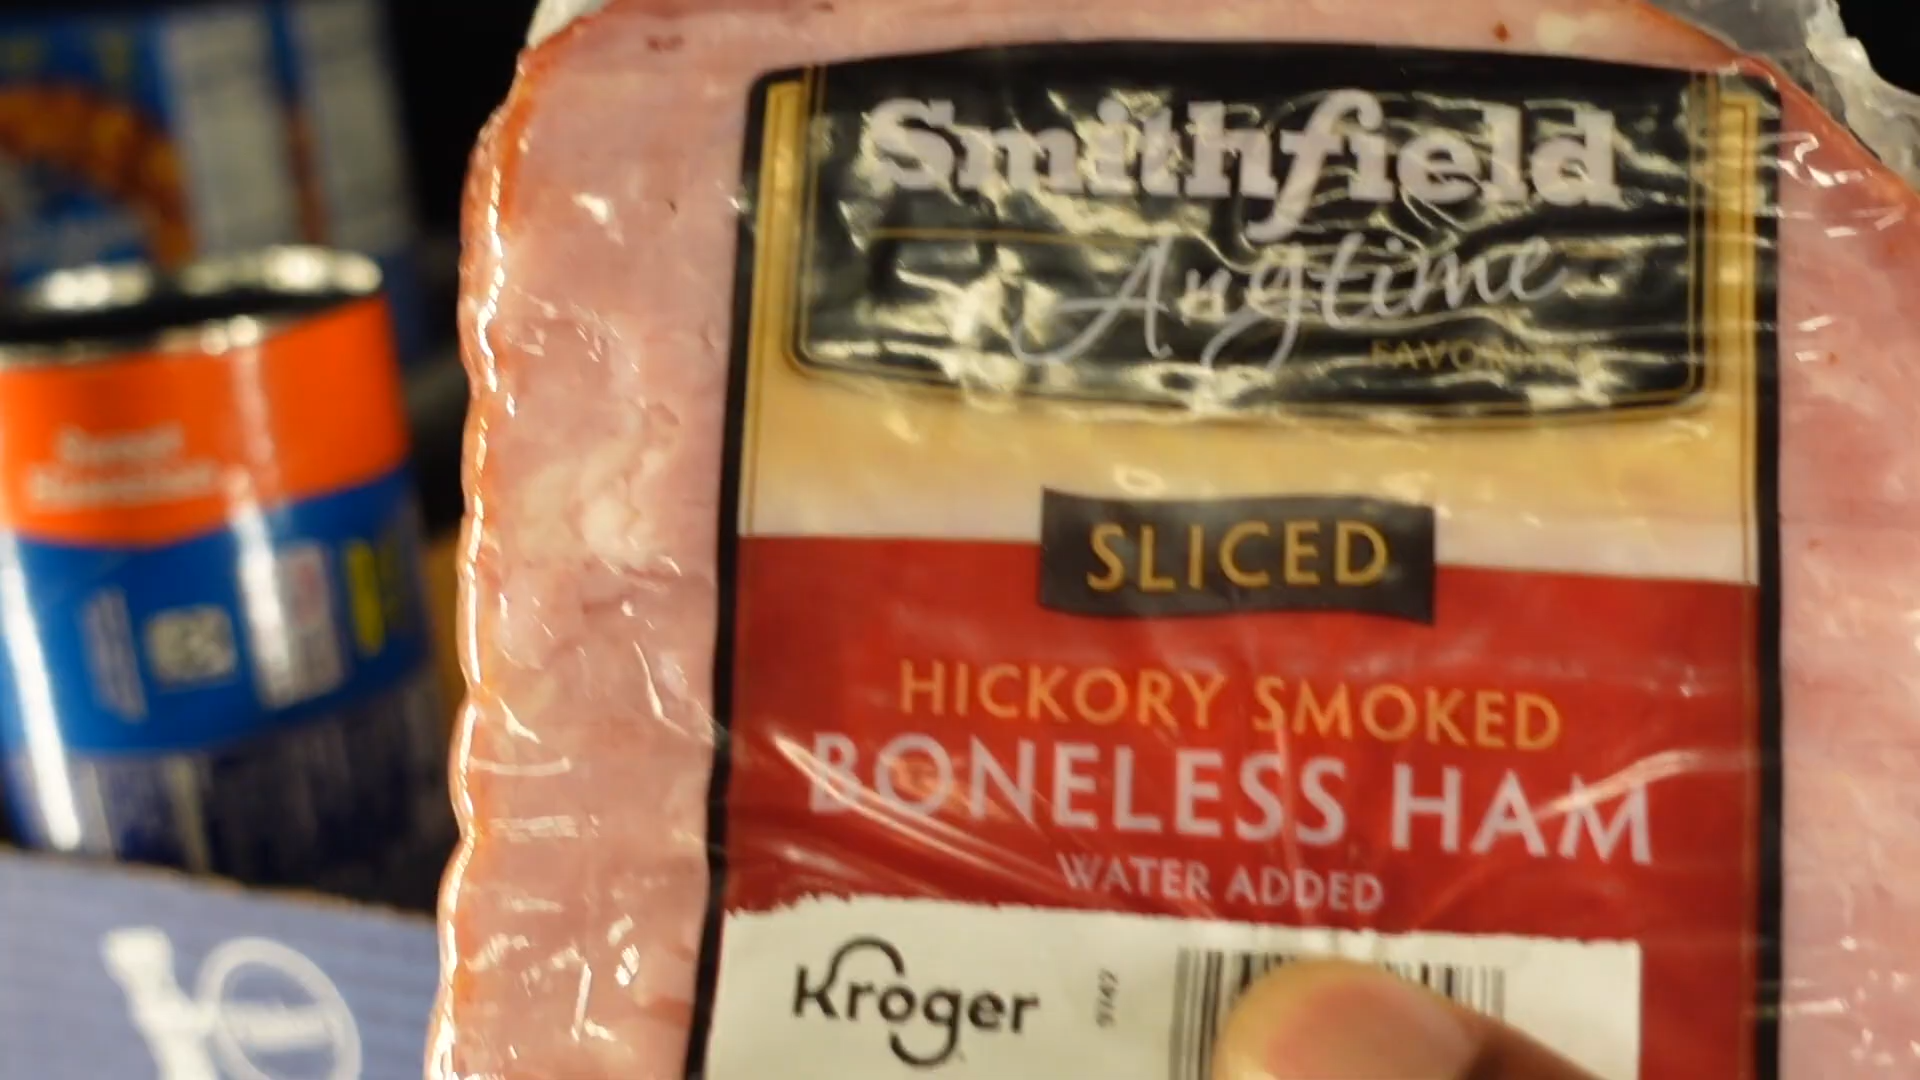 Smithfield
Anytime
FAVORITES
SLICED
HICKORY SMOKED
BONELESS HAM
WATER ADDED
Kroger